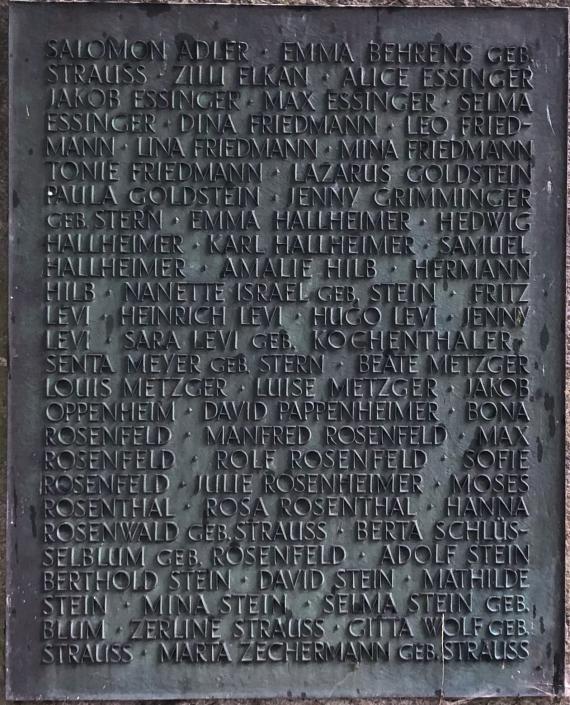 SALOMON ADLER · EMMA BEHRENS GEB.
STRAUSS · ZILLI ELKAN · ALICE ESSINGER
JAKOB ESSINGER · MAX ESSINGER · SELMA
ESSINGER · DINA FRIEDMANN · LEO FRIED-
MANN · LINA FRIEDMANN · MINA FRIEDMANN
TONIE FRIEDMANN · LAZARUS GOLDSTEIN
PAULA GOLDSTEIN · JENNY GRIMMINGER
GEB. STERN · EMMA HALLHEIMER · HEDWIG
HALLHEIMER · KARL HALLHEIMER · SAMUEL
HALLHEIMER · AMALIE HILB · HERMANN
HILB · NANETTE ISRAEL GEB. STEIN · FRITZ
LEVI · HEINRICH LEVI · HUGO LEVI · JENNY
LEVI · SARA LEVI GEB. KOCHENTHALER ·
SENTA MEYER GEB. STERN · BEATE METZGER
LOUIS METZGER · LUISE METZGER · JAKOB
OPPENHEIM · DAVID PAPPENHEIMER · BONA
ROSENFELD · MANFRED ROSENFELD · MAX
ROSENFELD · ROLF ROSENFELD · SOFIE
ROSENFELD · JULIE ROSENHEIMER · MOSES
ROSENTHAL · ROSA ROSENTHAL · HANNA
ROSENWALD GEB. STRAUSS · BERTA SCHLÜS-
SELBLUM GEB. ROSENFELD · ADOLF STEIN
BERTHOLD STEIN · DAVID STEIN · MATHILDE
STEIN · MINA STEIN · SELMA STEIN GEB.
BLUM · ZERLINE STRAUSS · GITTA WOLF GEB.
STRAUSS · MARTA ZECHERMANN GEB. STRAUSS